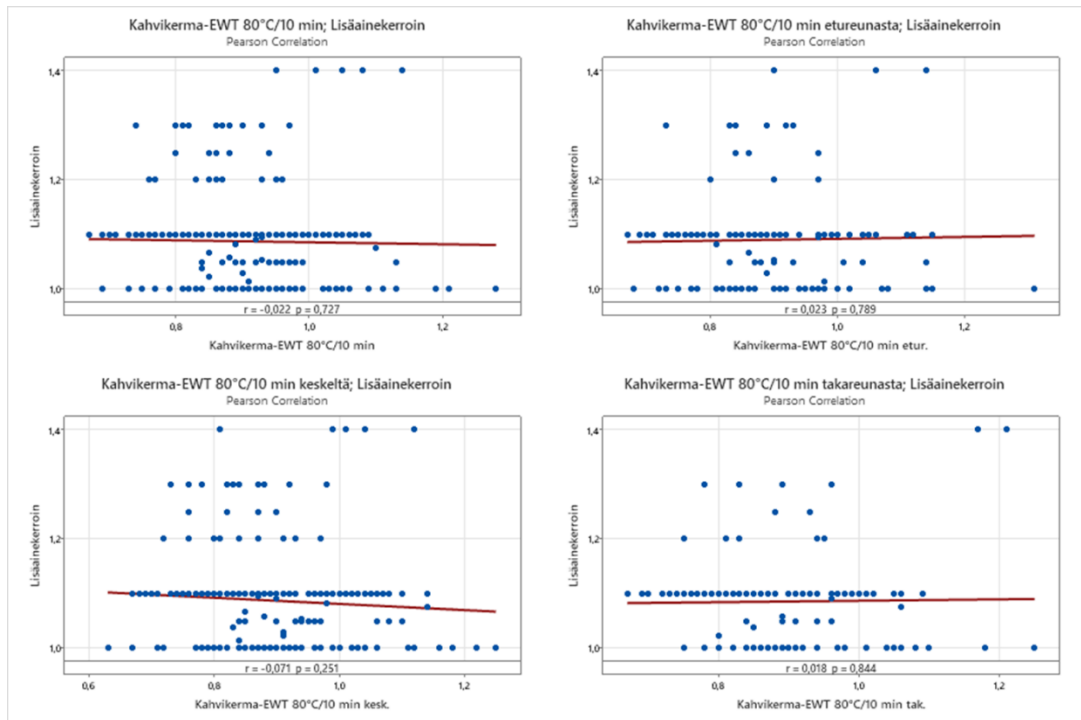 Kahvikerma-EWT 80°C/10 min; Lisäainekerroin
Pearson Correlation
1,4
1,2
1,0
Lisäainekerroin
r = -0,022 p = 0,727
0,8 1,0 1,2
Kahvikerma-EWT 80°C/10 min
Kahvikerma-EWT 80°C/10 min etureunasta; Lisäainekerroin
Pearson Correlation
1,4
1,2
1,0
Lisäainekerroin
r = 0,023 p = 0,789
0,8 1,0 1,2
Kahvikerma-EWT 80°C/10 min etur.
Kahvikerma-EWT 80°C/10 min keskeltä; Lisäainekerroin
Pearson Correlation
1,4
1,2
1,0
Lisäainekerroin
r = -0,071 p = 0,251
0,6 0,8 1,0 1,2
Kahvikerma-EWT 80°C/10 min kesk.
Kahvikerma-EWT 80°C/10 min takareunasta; Lisäainekerroin
Pearson Correlation
1,4
1,2
1,0
Lisäainekerroin
r = 0,018 p = 0,844
0,8 1,0 1,2
Kahvikerma-EWT 80°C/10 min tak.